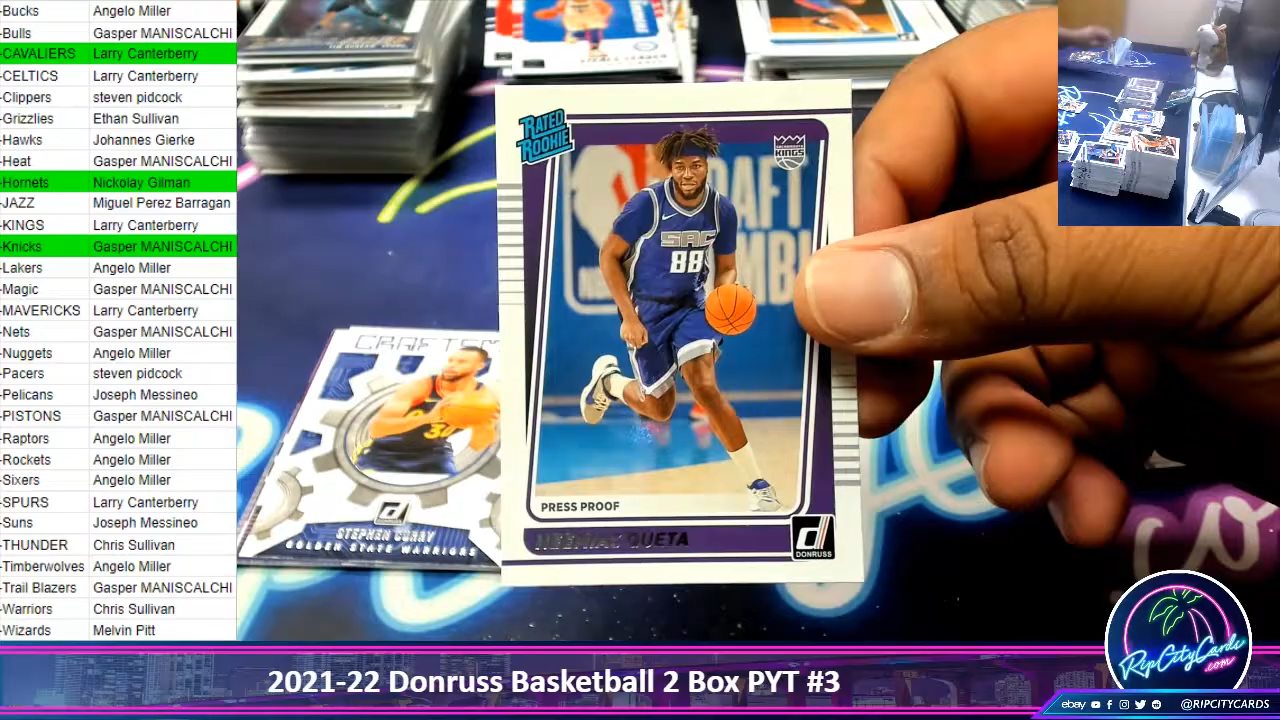 -Bucks Angelo Miller
-Bulls Gasper MANISCALCHI
-CAVALIERS Larry Canterberry
-CELTICS Larry Canterberry
-Clippers steven pidcock
-Grizzlies Ethan Sullivan
-Hawks Johannes Gierke
-Heat Gasper MANISCALCHI
-Hornets Nickolay Gilman
-JAZZ Miguel Perez Barragan
-KINGS Larry Canterberry
-Knicks Gasper MANISCALCHI
-Lakers Angelo Miller
-Magic Gasper MANISCALCHI
-MAVERICKS Larry Canterberry
-Nets Gasper MANISCALCHI
-Nuggets Angelo Miller
-Pacers steven pidcock
-Pelicans Joseph Messineo
-PISTONS Gasper MANISCALCHI
-Raptors Angelo Miller
-Rockets Angelo Miller
-Sixers Angelo Miller
-SPURS Larry Canterberry
-Suns Joseph Messineo
-THUNDER Chris Sullivan
-Timberwolves Angelo Miller
-Trail Blazers Gasper MANISCALCHI
-Warriors Chris Sullivan
-Wizards Melvin Pitt
RATED
ROOKIE
SACRAMENTO
KINGS
SAC
88
PRESS PROOF
NEEMIAS QUETA
DONRUSS
30
STEPHEN CURRY
GOLDEN STATE WARRIORS
RipCityCards
.com
2021-22 Donruss Basketball 2 Box PYT #3
ebay @RIPCITYCARDS